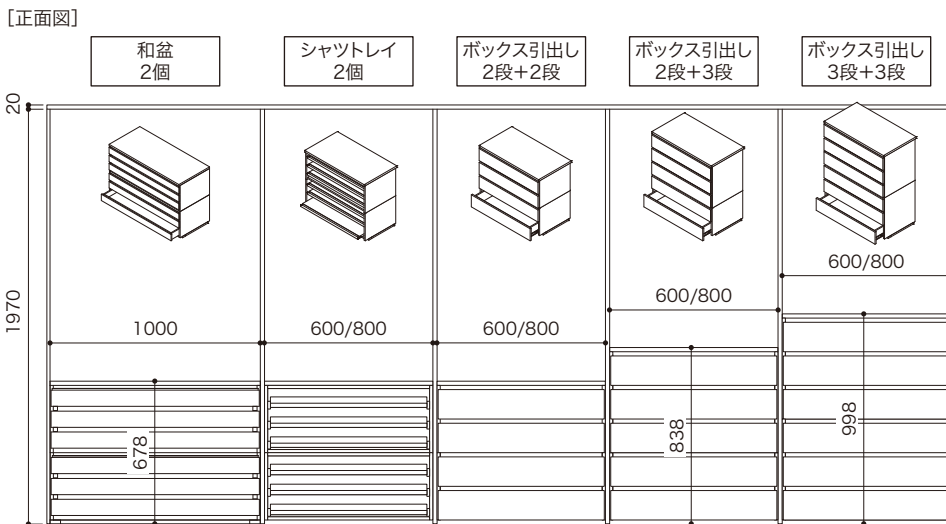 [正面図]
和盆
2個
シャツトレイ
2個
ボックス引出し
2段+2段
ボックス引出し
2段+3段
ボックス引出し
3段+3段
20
1970
1000
600/800
600/800
600/800
600/800
678
838
998